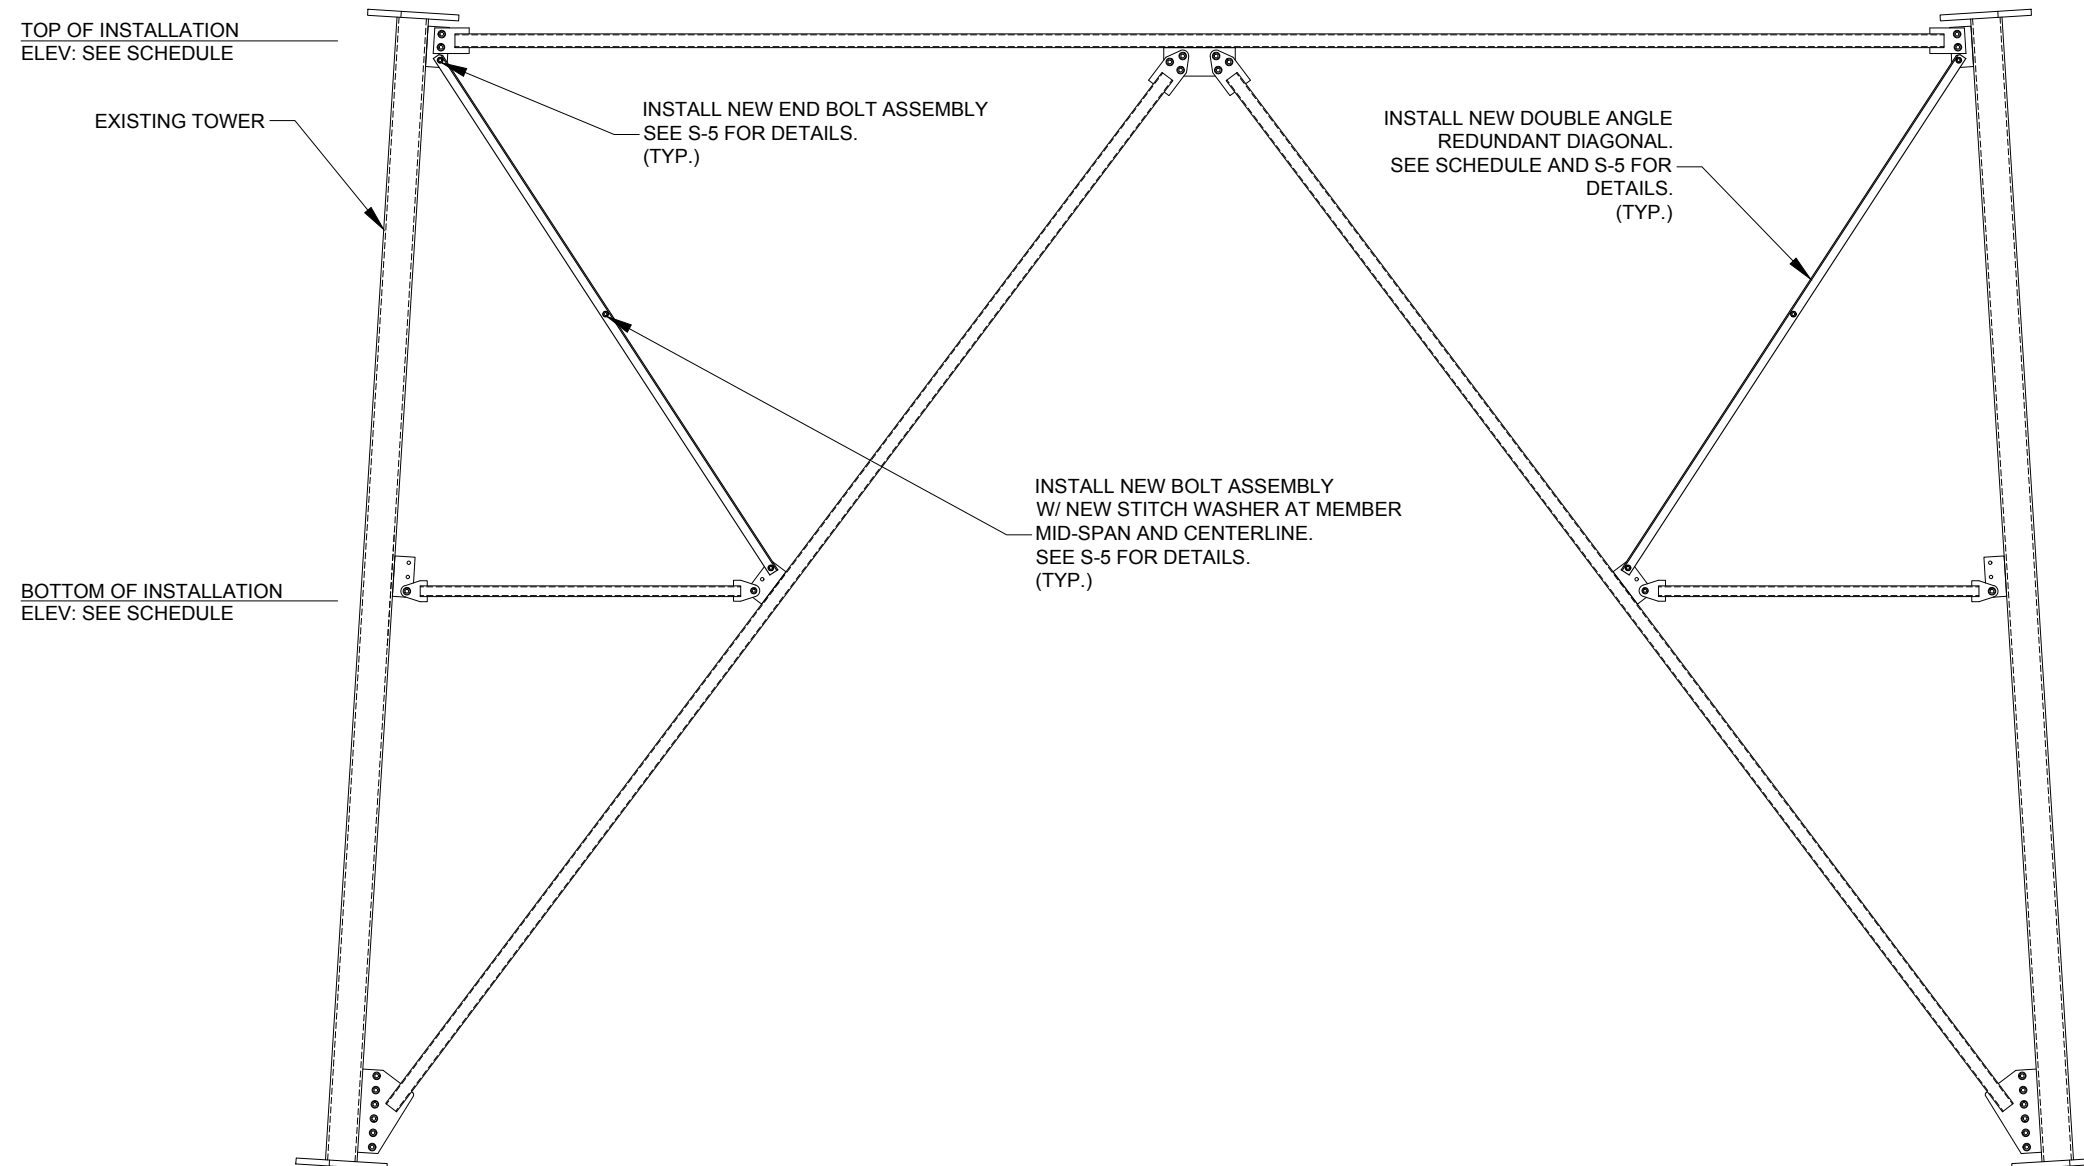 TOP OF INSTALLATION
ELEV: SEE SCHEDULE
EXISTING TOWER
INSTALL NEW END BOLT ASSEMBLY
SEE S-5 FOR DETAILS.
(TYP.)
INSTALL NEW DOUBLE ANGLE
REDUNDANT DIAGONAL.
SEE SCHEDULE AND S-5 FOR
DETAILS.
(TYP.)
INSTALL NEW BOLT ASSEMBLY
W/ NEW STITCH WASHER AT MEMBER
MID-SPAN AND CENTERLINE.
SEE S-5 FOR DETAILS.
(TYP.)
BOTTOM OF INSTALLATION
ELEV: SEE SCHEDULE